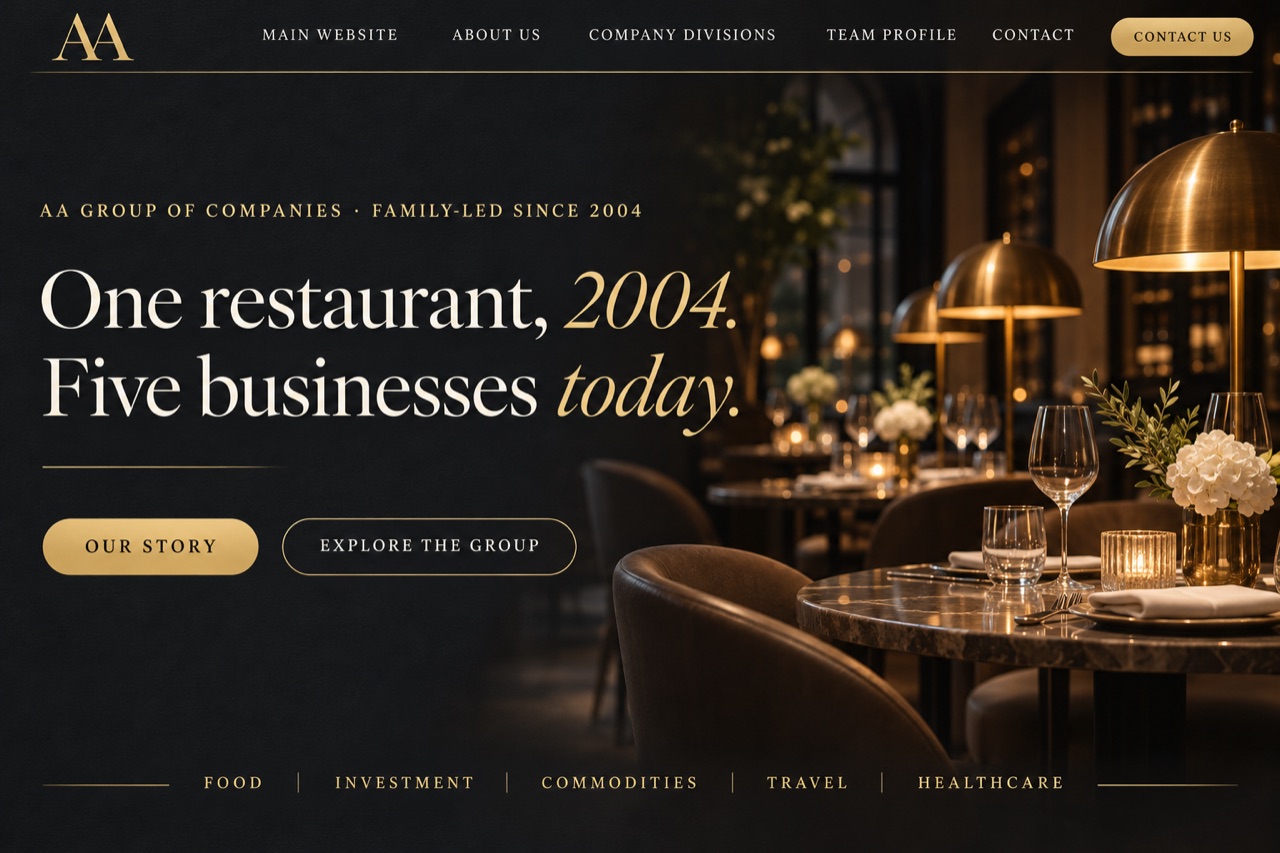 AA
MAIN WEBSITE
ABOUT US
COMPANY DIVISIONS
TEAM PROFILE
CONTACT
CONTACT US
AA GROUP OF COMPANIES · FAMILY-LED SINCE 2004
One restaurant, 2004.
Five businesses today.
OUR STORY
EXPLORE THE GROUP
FOOD | INVESTMENT | COMMODITIES | TRAVEL | HEALTHCARE